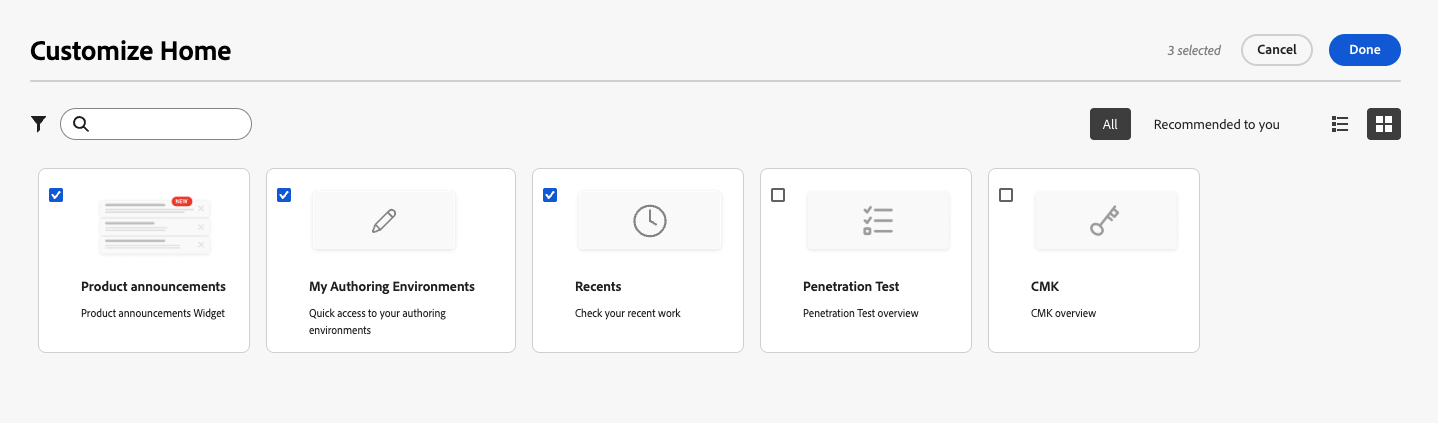 Customize Home
3 selected
Cancel
Done
All
Recommended to you
NEW
Product announcements
Product announcements Widget
My Authoring Environments
Quick access to your authoring
environments
Recents
Check your recent work
Penetration Test
Penetration Test overview
CMK
CMK overview